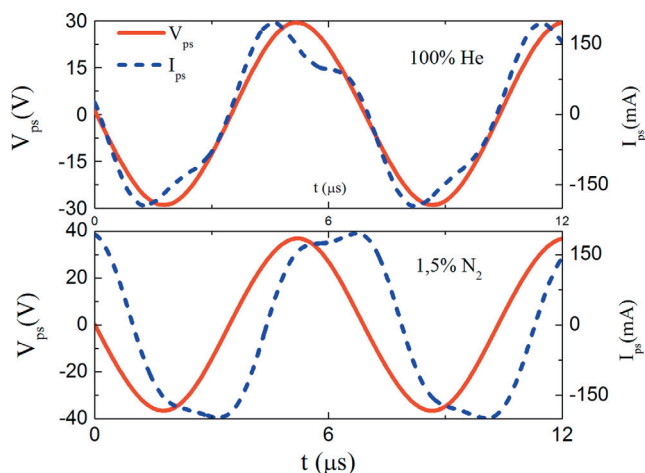 30
15
0
-15
-30
V_ps(V)
V_ps
I_ps
100% He
150
0
-150
I_ps(mA)
t (μs)
0
6
12
40
20
0
-20
-40
V_ps(V)
1,5% N₂
150
0
-150
I_ps(mA)
0
6
12
t (μs)